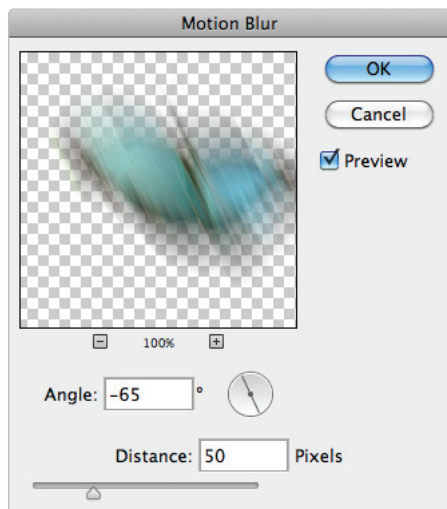 Motion Blur
OK
Cancel
Preview
100%
Angle: -65 °
Distance: 50 Pixels